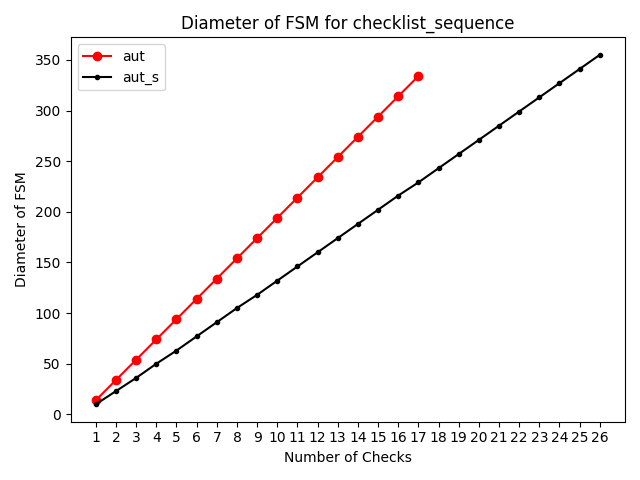 Diameter of FSM for checklist_sequence
aut
aut_s
350
300
250
200
150
100
50
0
Diameter of FSM
1 2 3 4 5 6 7 8 9 10 11 12 13 14 15 16 17 18 19 20 21 22 23 24 25 26
Number of Checks